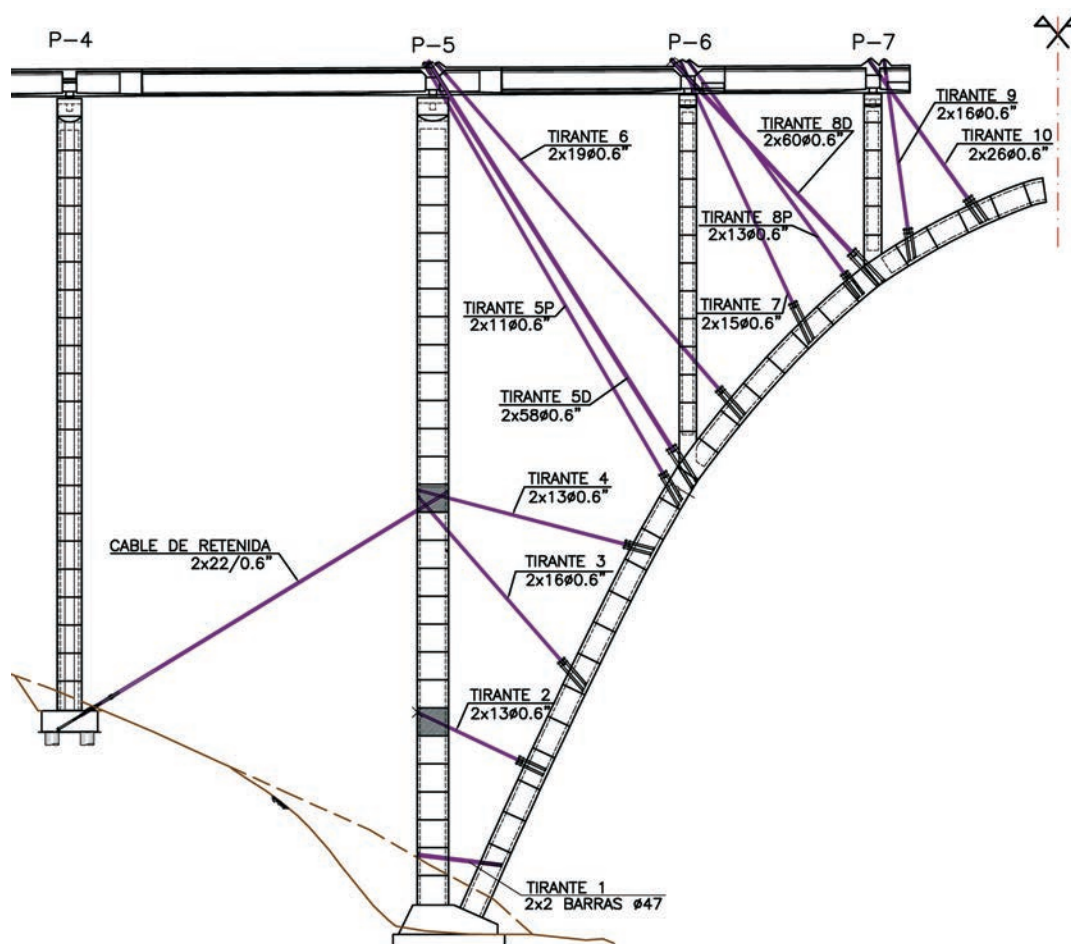 P-4
P-5
P-6
P-7
TIRANTE 9
2x16ø0.6"
TIRANTE 6
2x19ø0.6"
TIRANTE 8D
2x60ø0.6"
TIRANTE 10
2x26ø0.6"
TIRANTE 8P
2x13ø0.6"
TIRANTE 5P
2x11ø0.6"
TIRANTE 7
2x15ø0.6"
TIRANTE 5D
2x58ø0.6"
TIRANTE 4
2x13ø0.6"
CABLE DE RETENIDA
2x22/0.6"
TIRANTE 3
2x16ø0.6"
TIRANTE 2
2x13ø0.6"
TIRANTE 1
2x2 BARRAS ø47